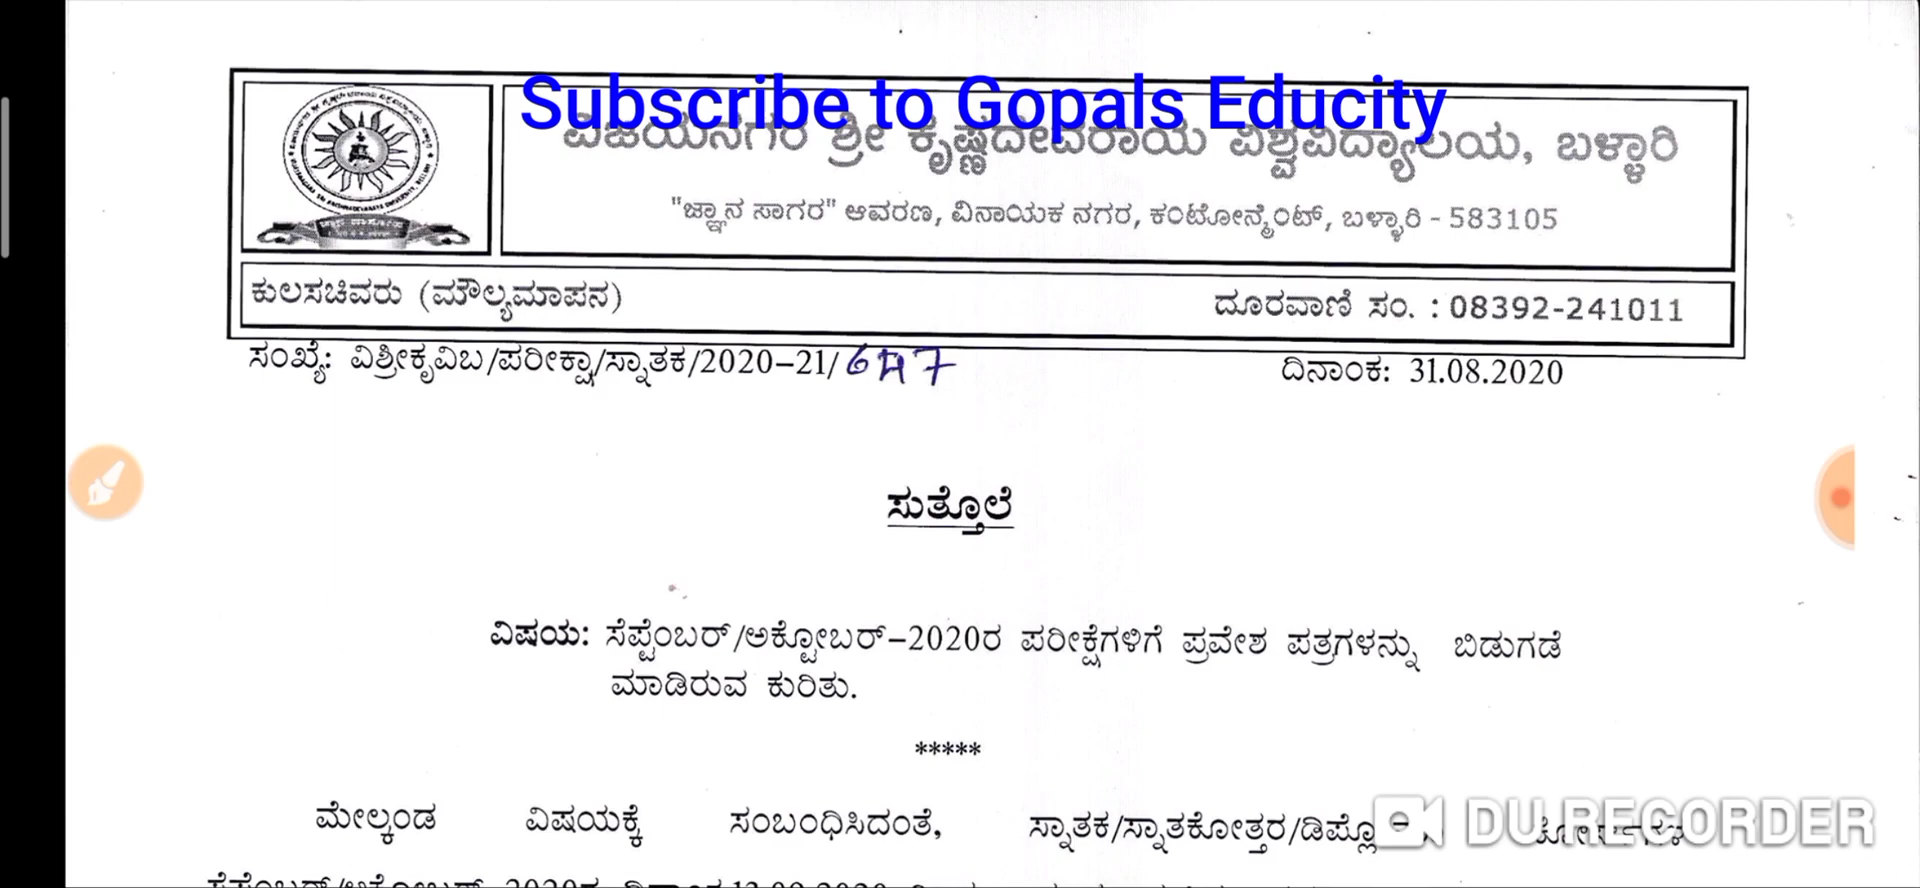 Subscribe to Gopals Educity
ವಿಜಯನಗರ ಶ್ರೀ ಕೃಷ್ಣದೇವರಾಯ ವಿಶ್ವವಿದ್ಯಾಲಯ, ಬಳ್ಳಾರಿ
"ಜ್ಞಾನ ಸಾಗರ" ಆವರಣ, ವಿನಾಯಕ ನಗರ, ಕಂಟೋನ್ಮೆಂಟ್, ಬಳ್ಳಾರಿ - 583105
ಕುಲಸಚಿವರು (ಮೌಲ್ಯಮಾಪನ) ದೂರವಾಣಿ ಸಂ. : 08392-241011
ಸಂಖ್ಯೆ: ವಿಶ್ರೀಕೃವಿಬ/ಪರೀಕ್ಷಾ/ಸ್ನಾತಕ/2020-21/ ದಿನಾಂಕ: 31.08.2020
ಸುತ್ತೊಲೆ
ವಿಷಯ: ಸೆಪ್ಟೆಂಬರ್/ಅಕ್ಟೋಬರ್-2020ರ ಪರೀಕ್ಷೆಗಳಿಗೆ ಪ್ರವೇಶ ಪತ್ರಗಳನ್ನು ಬಿಡುಗಡೆ
ಮಾಡಿರುವ ಕುರಿತು.
*****
ಮೇಲ್ಕಂಡ ವಿಷಯಕ್ಕೆ ಸಂಬಂಧಿಸಿದಂತೆ, ಸ್ನಾತಕ/ಸ್ನಾತಕೋತ್ತರ/
DU RECORDER